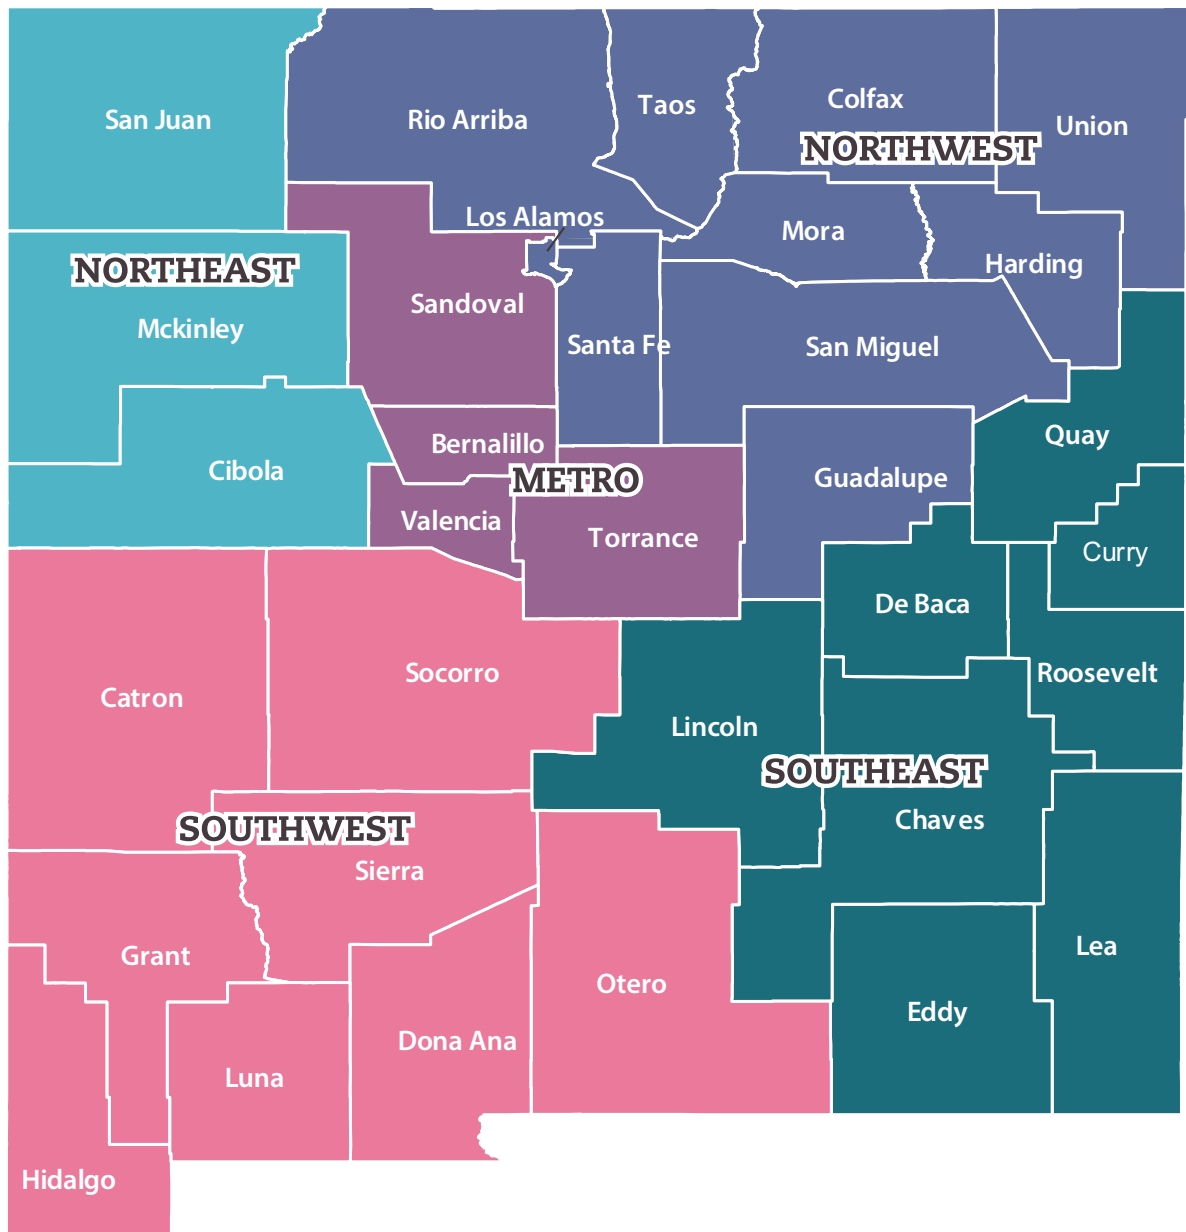 San Juan
Rio Arriba
Taos
Colfax
Union
NORTHWEST
Los Alamos
Mora
Harding
NORTHEAST
Mckinley
Sandoval
Santa Fe
San Miguel
Quay
Bernalillo
Cibola
METRO
Guadalupe
Valencia
Torrance
Curry
De Baca
Catron
Socorro
Roosevelt
Lincoln
SOUTHEAST
Chaves
SOUTHWEST
Sierra
Grant
Otero
Lea
Eddy
Dona Ana
Luna
Hidalgo